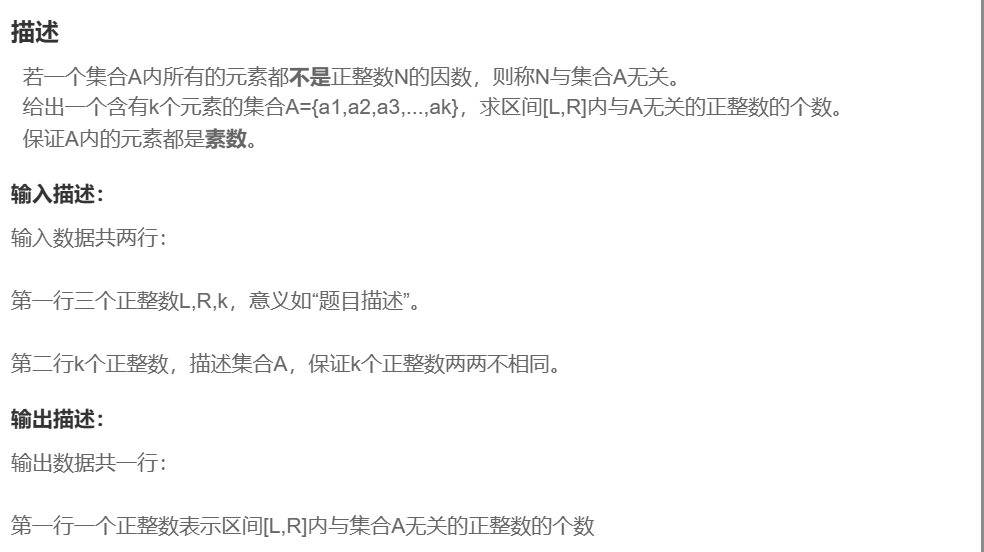 描述
若一个集合A内所有的元素都不是正整数N的因数，则称N与集合A无关。
给出一个含有k个元素的集合A={a1,a2,a3,...,ak}，求区间[L,R]内与A无关的正整数的个数。
保证A内的元素都是素数。
输入描述：
输入数据共两行：
第一行三个正整数L,R,k，意义如“题目描述”。
第二行k个正整数，描述集合A，保证k个正整数两两不相同。
输出描述：
输出数据共一行：
第一行一个正整数表示区间[L,R]内与集合A无关的正整数的个数